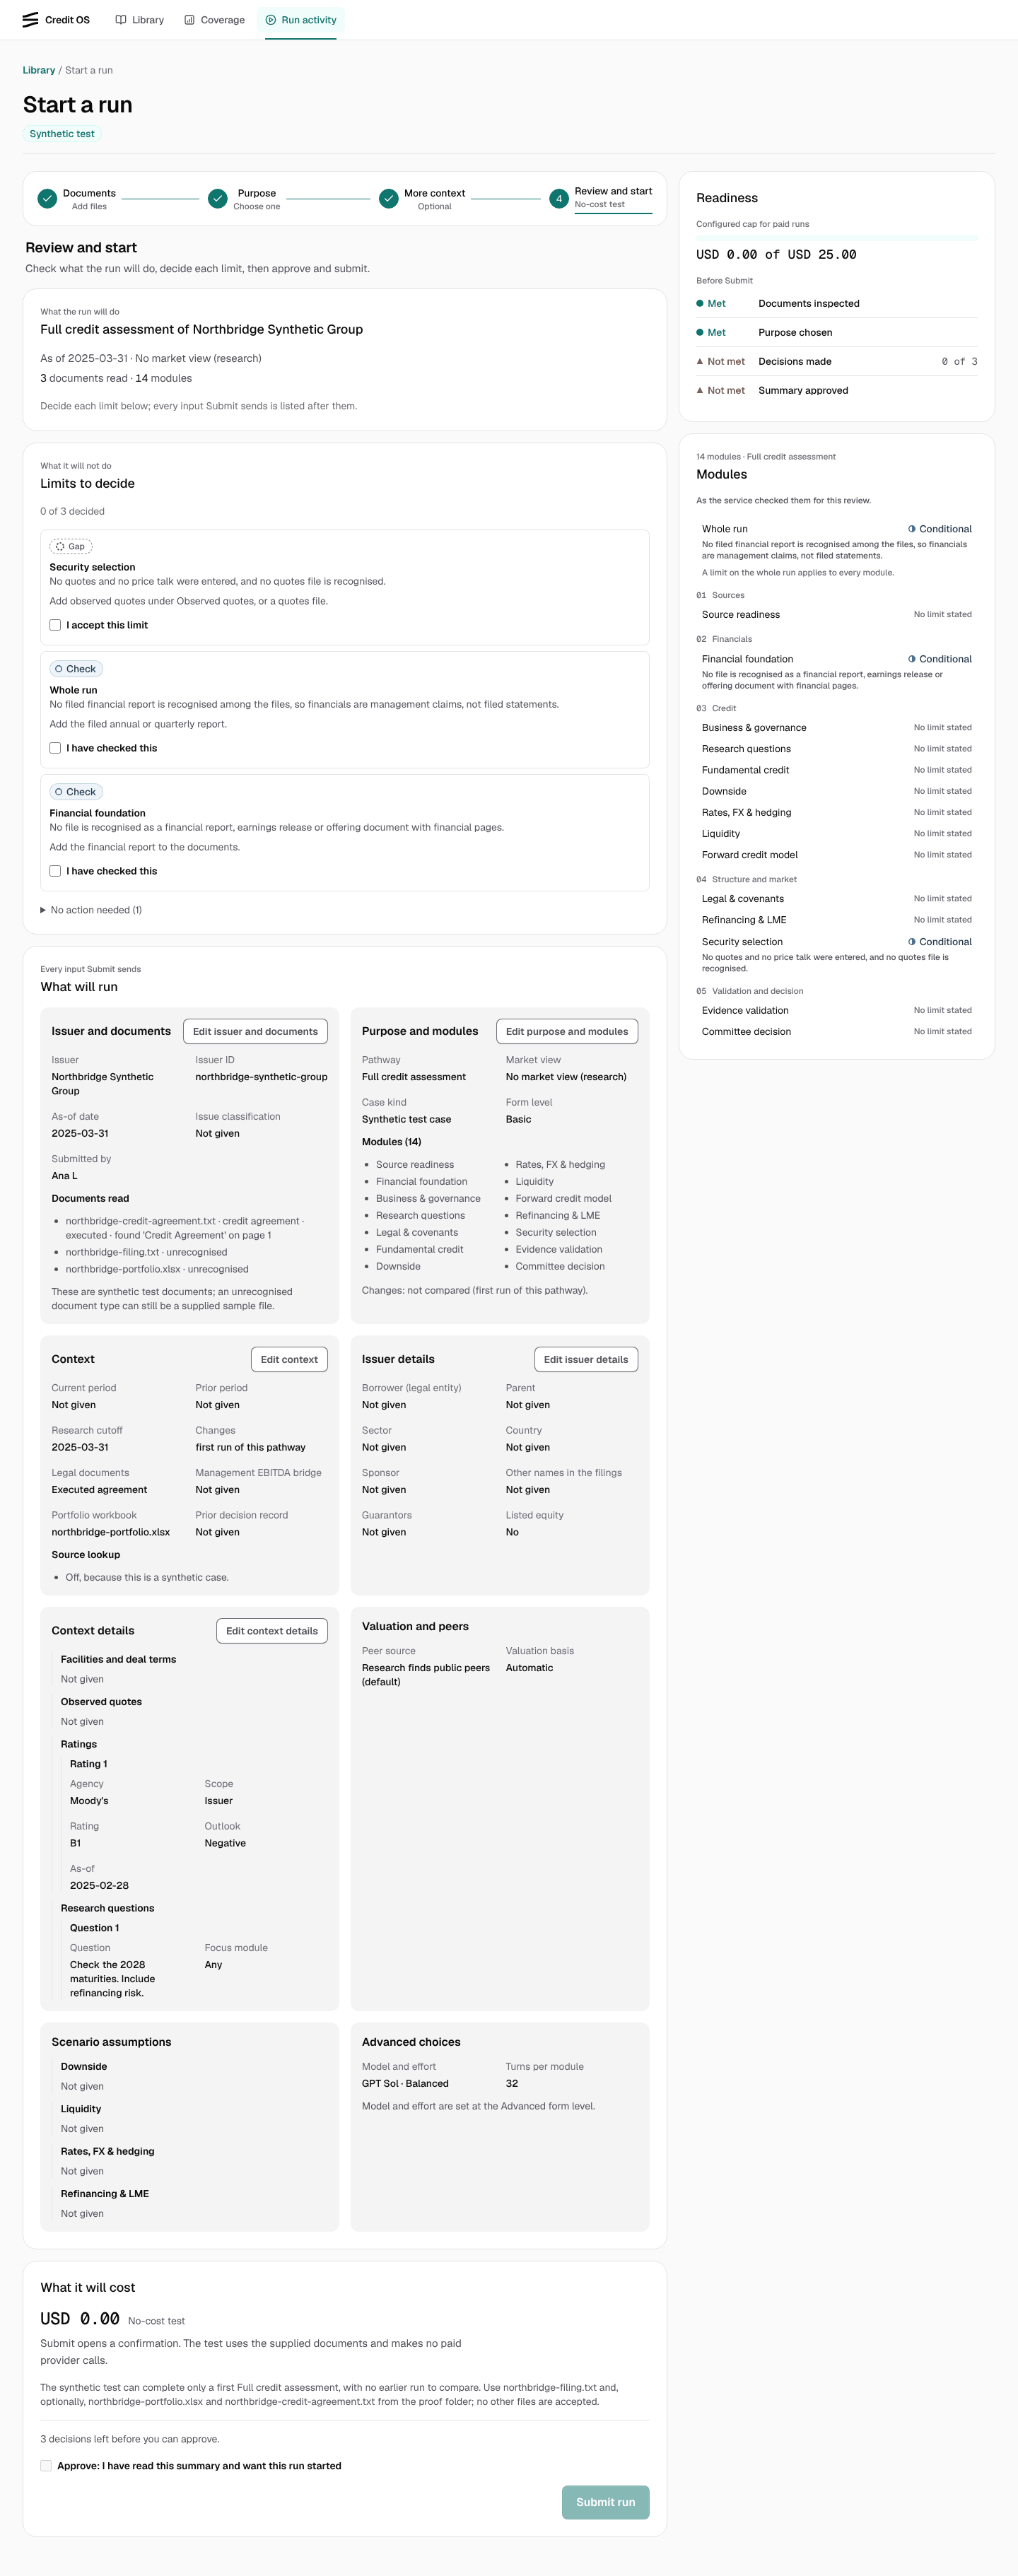 Credit OS
Library
Coverage
Run activity
Library / Start a run
Start a run
Synthetic test
Documents
Add files
Purpose
Choose one
More context
Optional
4
Review and start
No-cost test
Review and start
Check what the run will do, decide each limit, then approve and submit.
What the run will do
Full credit assessment of Northbridge Synthetic Group
As of 2025-03-31 · No market view (research)
3 documents read · 14 modules
Decide each limit below; every input Submit sends is listed after them.
What it will not do
Limits to decide
0 of 3 decided
Gap
Security selection
No quotes and no price talk were entered, and no quotes file is recognised.
Add observed quotes under Observed quotes, or a quotes file.
I accept this limit
Check
Whole run
No filed financial report is recognised among the files, so financials are management claims, not filed statements.
Add the filed annual or quarterly report.
I have checked this
Check
Financial foundation
No file is recognised as a financial report, earnings release or offering document with financial pages.
Add the financial report to the documents.
I have checked this
No action needed (1)
Every input Submit sends
What will run
Issuer and documents
Edit issuer and documents
Issuer
Issuer ID
Northbridge Synthetic
Group
northbridge-synthetic-group
As-of date
Issue classification
2025-03-31
Not given
Submitted by
Ana L
Documents read
northbridge-credit-agreement.txt · credit agreement ·
executed · found 'Credit Agreement' on page 1
northbridge-filing.txt · unrecognised
northbridge-portfolio.xlsx · unrecognised
These are synthetic test documents; an unrecognised
document type can still be a supplied sample file.
Purpose and modules
Edit purpose and modules
Pathway
Market view
Full credit assessment
No market view (research)
Case kind
Form level
Synthetic test case
Basic
Modules (14)
Source readiness
Financial foundation
Business & governance
Research questions
Legal & covenants
Fundamental credit
Downside
Rates, FX & hedging
Liquidity
Forward credit model
Refinancing & LME
Security selection
Evidence validation
Committee decision
Changes: not compared (first run of this pathway).
Context
Edit context
Current period
Prior period
Not given
Not given
Research cutoff
Changes
2025-03-31
first run of this pathway
Legal documents
Management EBITDA bridge
Executed agreement
Not given
Portfolio workbook
Prior decision record
northbridge-portfolio.xlsx
Not given
Source lookup
Off, because this is a synthetic case.
Issuer details
Edit issuer details
Borrower (legal entity)
Parent
Not given
Not given
Sector
Country
Not given
Not given
Sponsor
Other names in the filings
Not given
Not given
Guarantors
Listed equity
Not given
No
Context details
Edit context details
Facilities and deal terms
Not given
Observed quotes
Not given
Ratings
Rating 1
Agency
Scope
Moody's
Issuer
Rating
Outlook
B1
Negative
As-of
2025-02-28
Research questions
Question 1
Question
Focus module
Check the 2028
maturities. Include
refinancing risk.
Any
Valuation and peers
Peer source
Valuation basis
Research finds public peers
(default)
Automatic
Scenario assumptions
Downside
Not given
Liquidity
Not given
Rates, FX & hedging
Not given
Refinancing & LME
Not given
Advanced choices
Model and effort
Turns per module
GPT Sol · Balanced
32
Model and effort are set at the Advanced form level.
What it will cost
USD 0.00 No-cost test
Submit opens a confirmation. The test uses the supplied documents and makes no paid
provider calls.
The synthetic test can complete only a first Full credit assessment, with no earlier run to compare. Use northbridge-filing.txt and,
optionally, northbridge-portfolio.xlsx and northbridge-credit-agreement.txt from the proof folder; no other files are accepted.
3 decisions left before you can approve.
Approve: I have read this summary and want this run started
Submit run
Readiness
Configured cap for paid runs
USD 0.00 of USD 25.00
Before Submit
Met Documents inspected
Met Purpose chosen
Not met Decisions made 0 of 3
Not met Summary approved
14 modules · Full credit assessment
Modules
As the service checked them for this review.
Whole run Conditional
No filed financial report is recognised among the files, so financials
are management claims, not filed statements.
A limit on the whole run applies to every module.
01 Sources
Source readiness No limit stated
02 Financials
Financial foundation Conditional
No file is recognised as a financial report, earnings release or
offering document with financial pages.
03 Credit
Business & governance No limit stated
Research questions No limit stated
Fundamental credit No limit stated
Downside No limit stated
Rates, FX & hedging No limit stated
Liquidity No limit stated
Forward credit model No limit stated
04 Structure and market
Legal & covenants No limit stated
Refinancing & LME No limit stated
Security selection Conditional
No quotes and no price talk were entered, and no quotes file is
recognised.
05 Validation and decision
Evidence validation No limit stated
Committee decision No limit stated